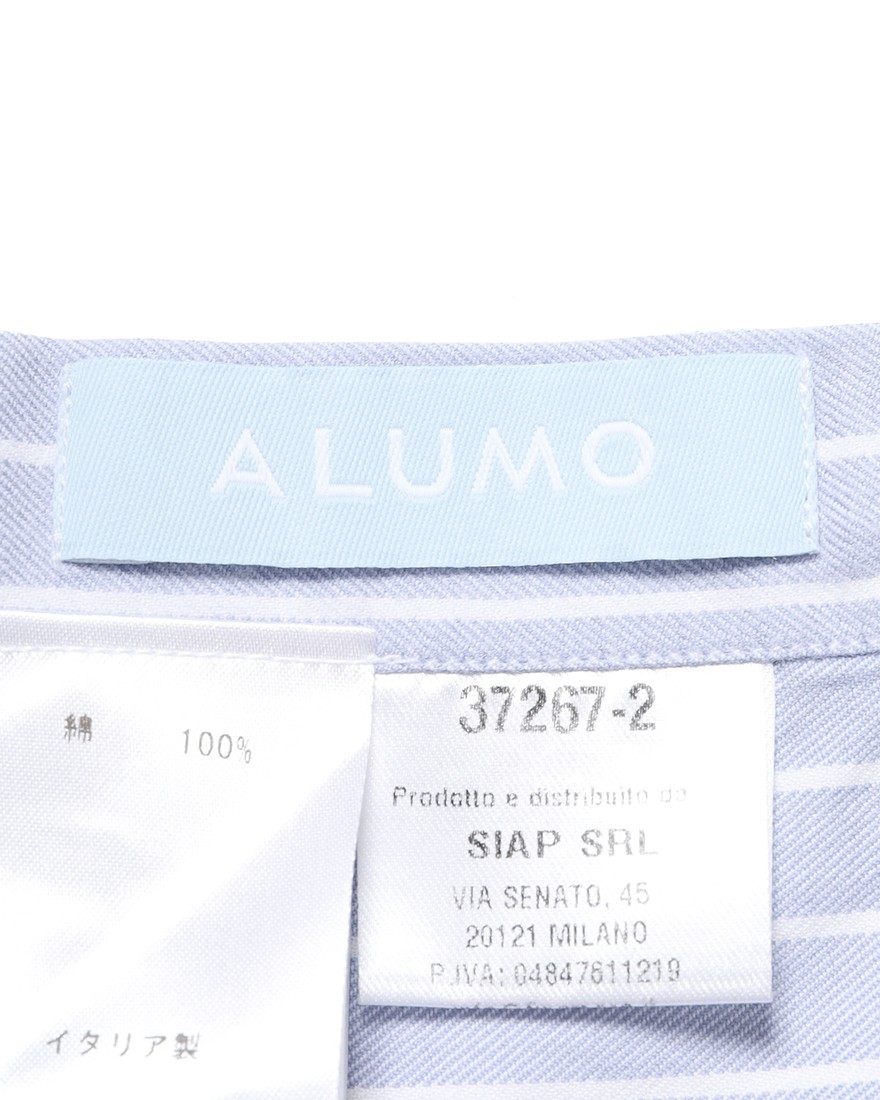 ALUMO
綿 100%
イタリア製
37267-2
Prodotto e distribuito da
SIAP SRL
VIA SENATO, 45
20121 MILANO
P.IVA: 04847611219